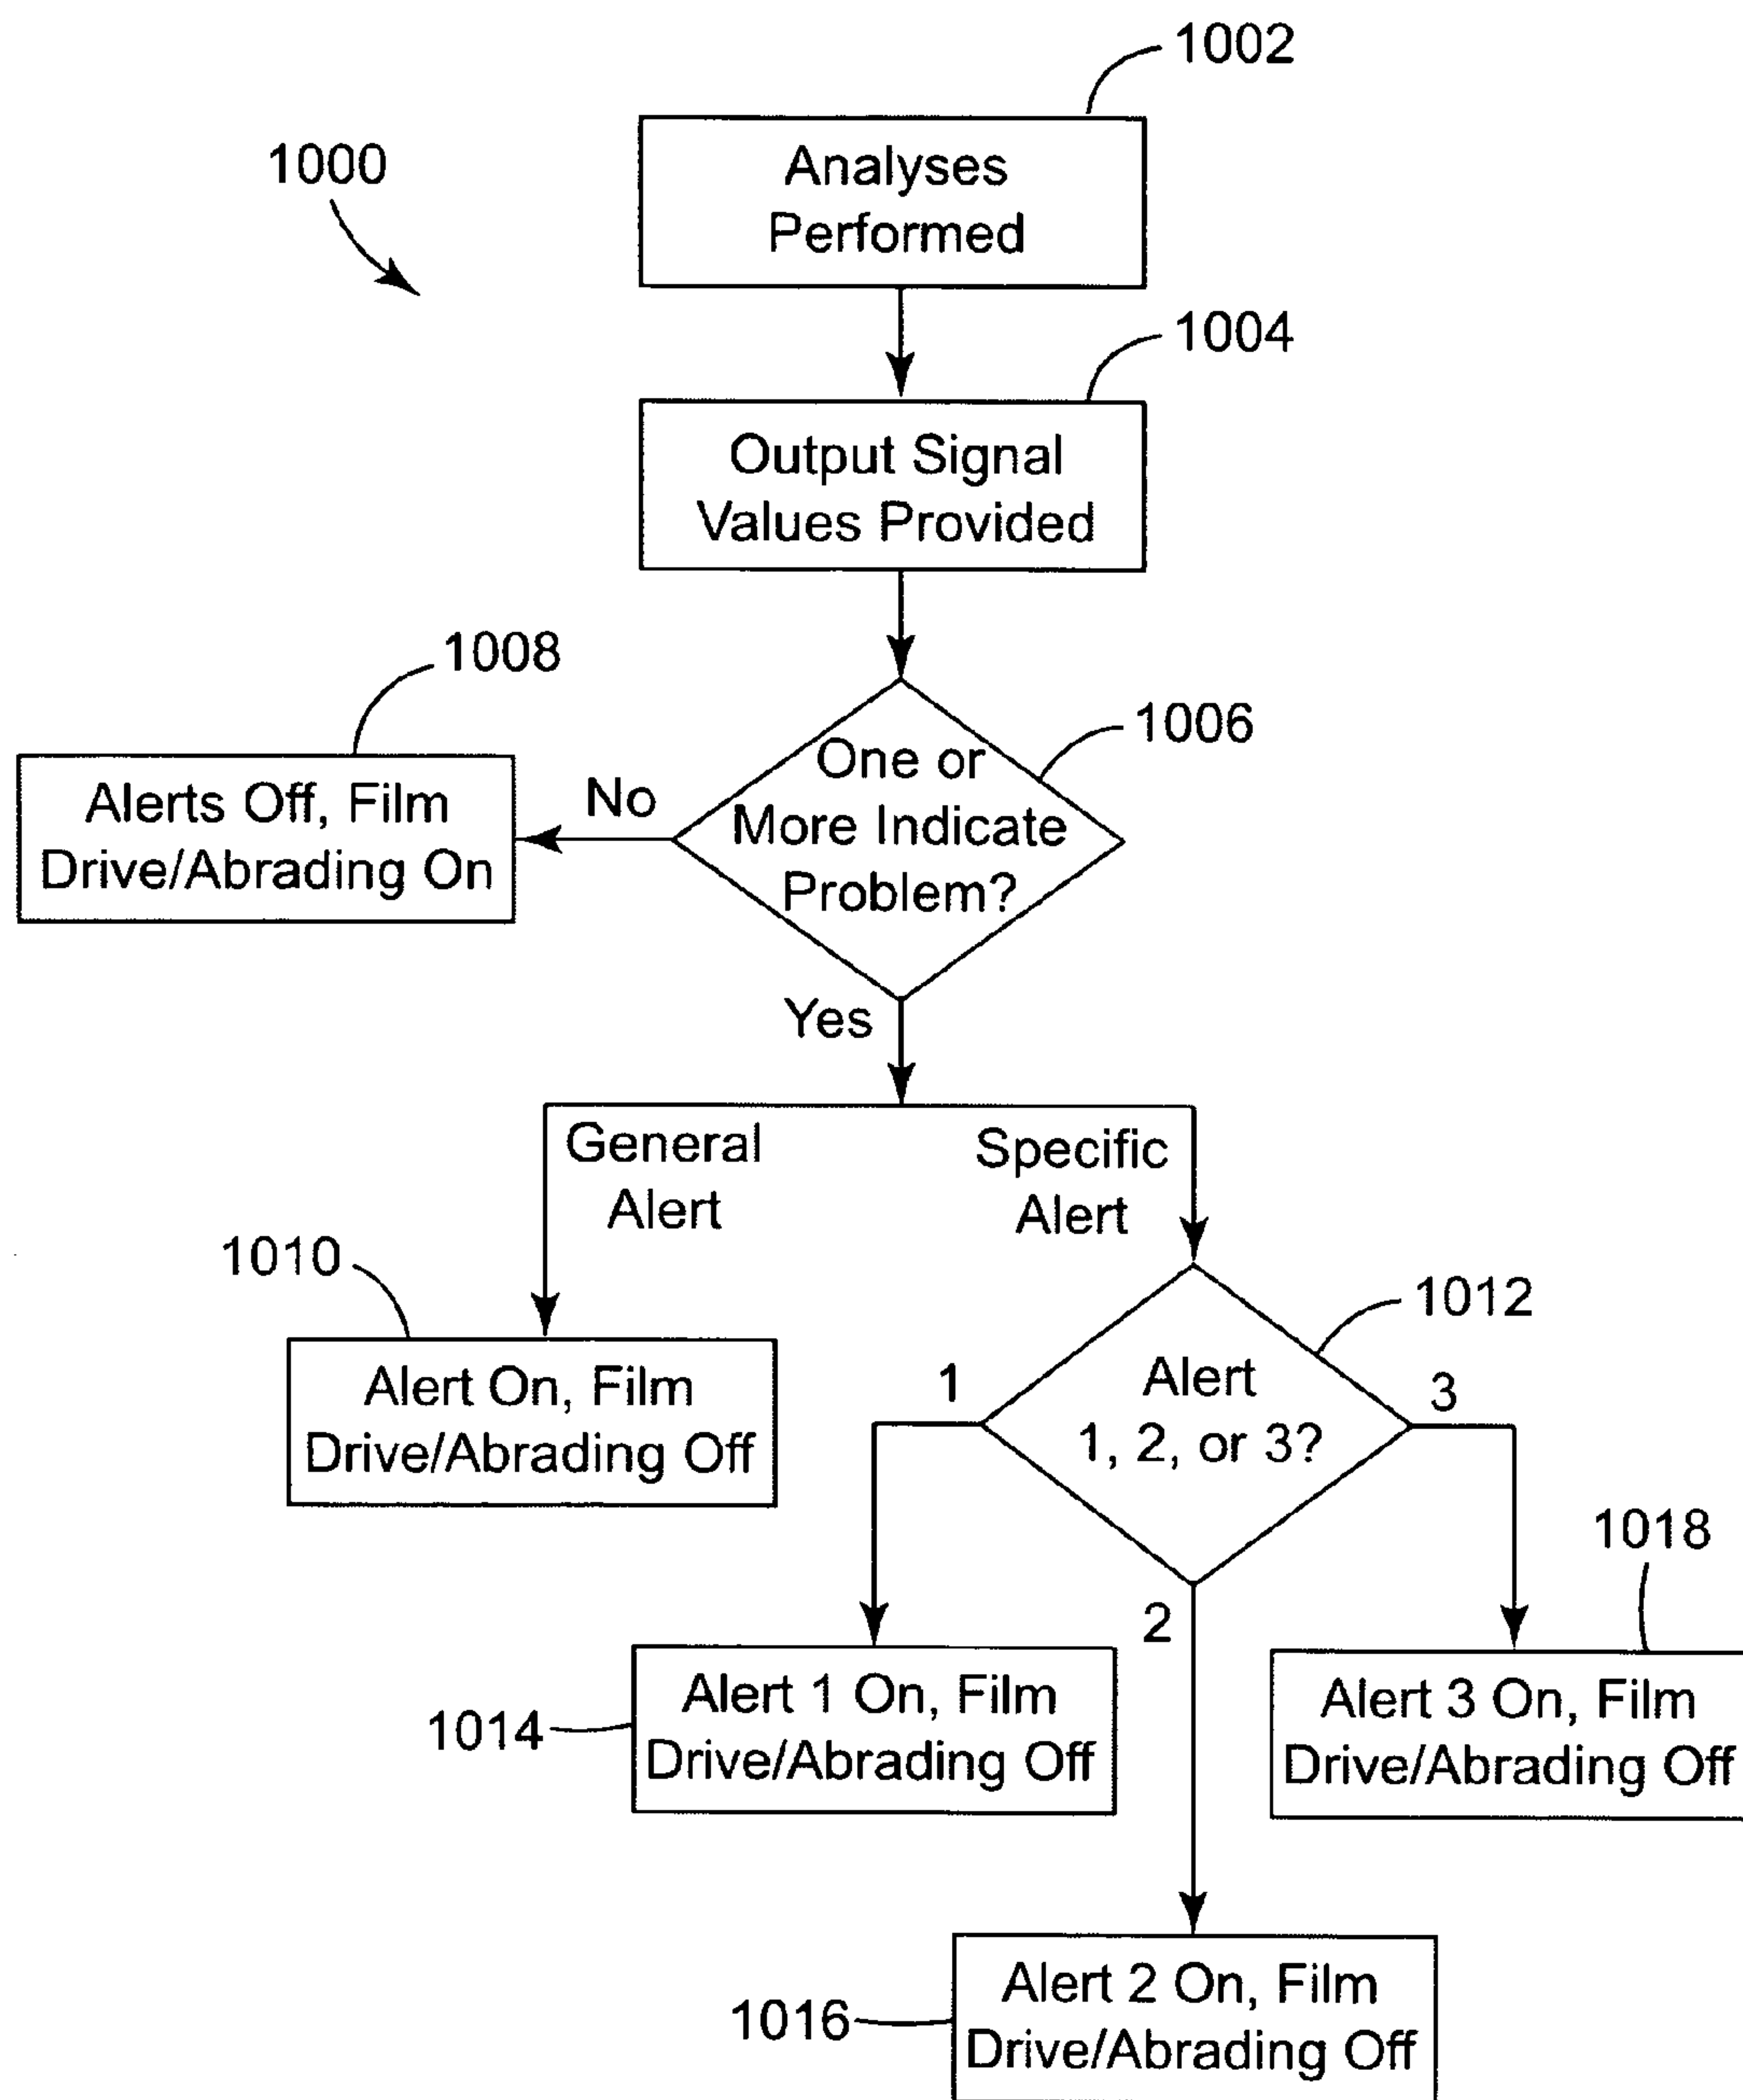 1002
1000
Analyses
Performed
1004
Output Signal
Values Provided
1008
1006
One or
More Indicate
Problem?
No
Alerts Off, Film
Drive/Abrading On
Yes
General
Alert
Specific
Alert
1010
1012
Alert On, Film
Drive/Abrading Off
1
Alert
1, 2, or 3?
3
1018
2
Alert 1 On, Film
Drive/Abrading Off
1014
Alert 3 On, Film
Drive/Abrading Off
Alert 2 On, Film
Drive/Abrading Off
1016